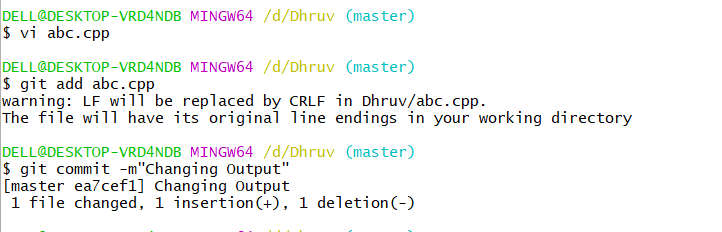 DELL@DESKTOP-VRD4NDB MINGW64 /d/Dhruv (master)
$ vi abc.cpp
DELL@DESKTOP-VRD4NDB MINGW64 /d/Dhruv (master)
$ git add abc.cpp
warning: LF will be replaced by CRLF in Dhruv/abc.cpp.
The file will have its original line endings in your working directory
DELL@DESKTOP-VRD4NDB MINGW64 /d/Dhruv (master)
$ git commit -m"Changing Output"
[master ea7cef1] Changing Output
 1 file changed, 1 insertion(+), 1 deletion(-)